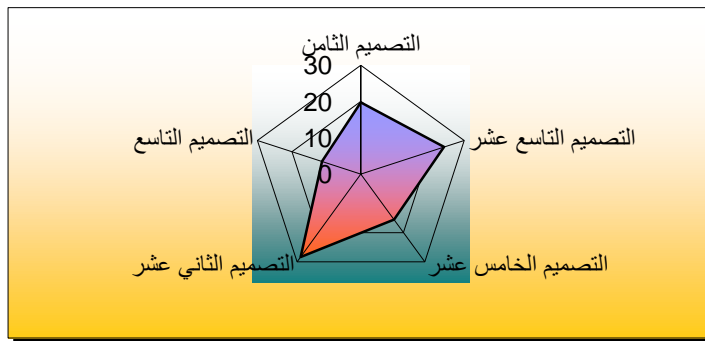 التصميم الثامن
30
20
10
0
التصميم التاسع عشر
التصميم الخامس عشر
التصميم الثاني عشر
التصميم التاسع